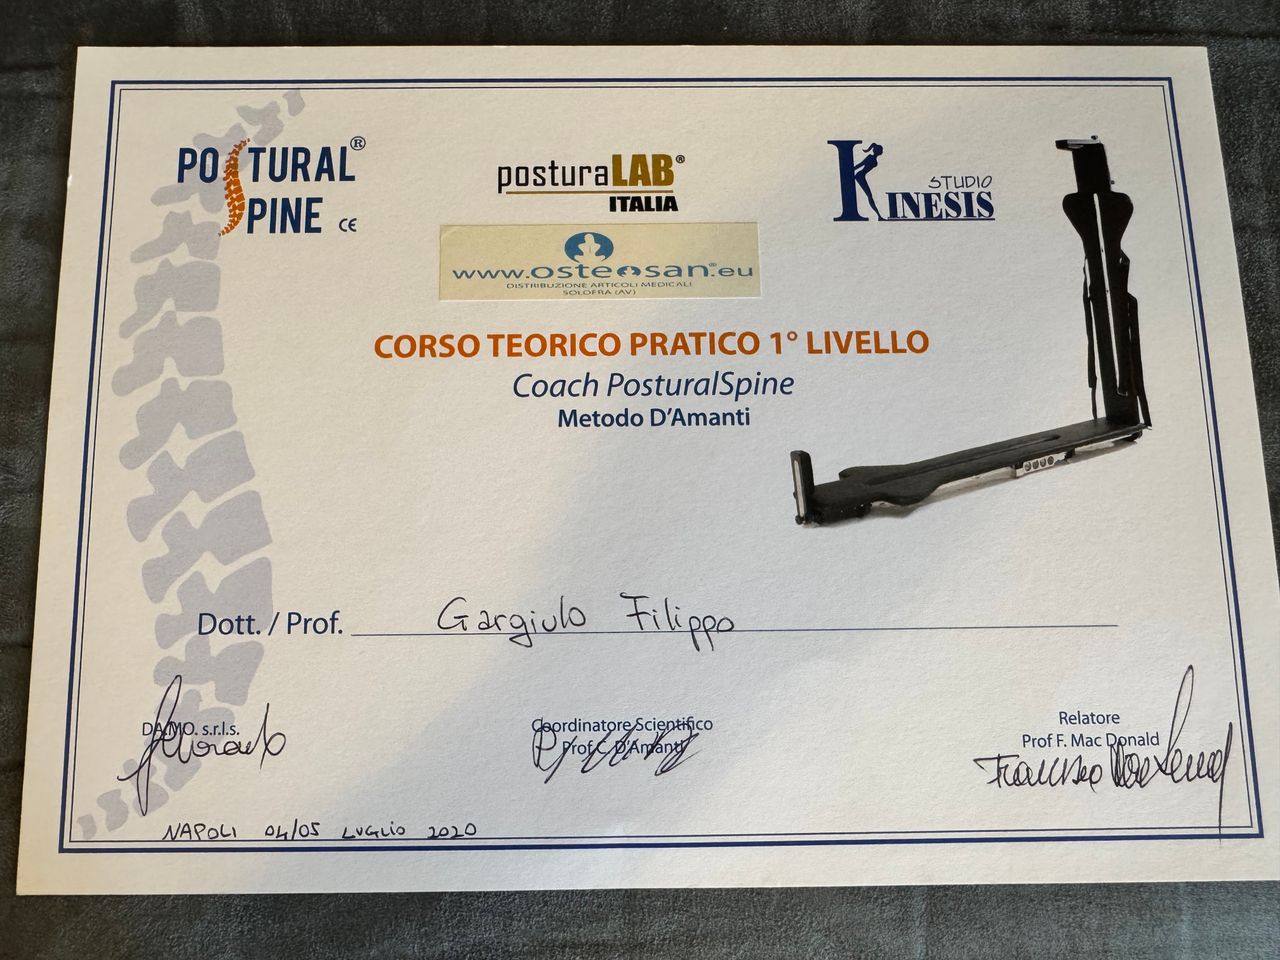 POSTURAL®
SPINE CE
posturaLAB®
ITALIA
STUDIO
KINESIS
www.osteosan®.eu
DISTRIBUZIONE ARTICOLI MEDICALI
SOLOFRA (AV)
CORSO TEORICO PRATICO 1° LIVELLO
Coach PosturalSpine
Metodo D'Amanti
Dott. / Prof. Gargiulo Filippo
DA.MO. s.r.l.s.
Coordinatore Scientifico
Prof C. D'Amanti
Relatore
Prof F. Mac Donald
Francesco MacDonald
NAPOLI 04/05 LUGLIO 2020